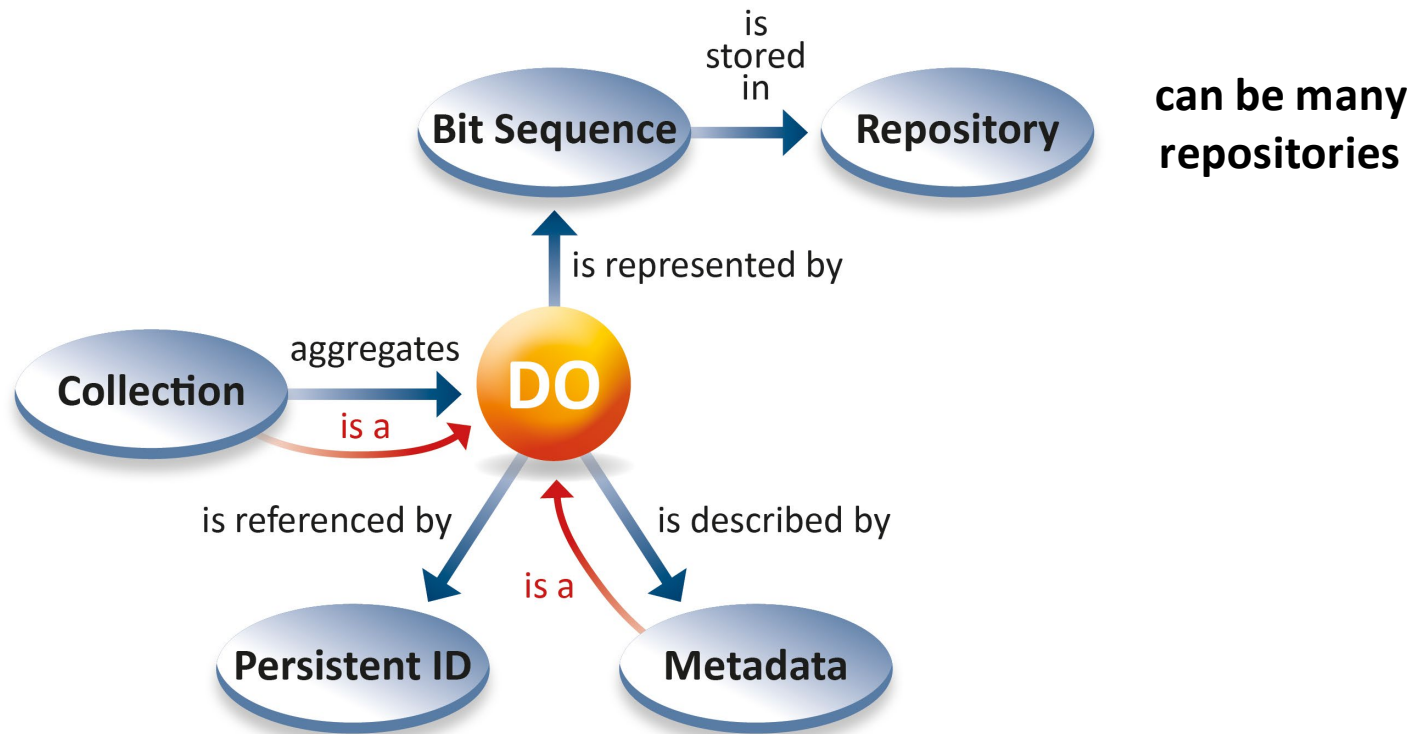 is
stored
in
Bit Sequence
Repository
can be many
repositories
is represented by
aggregates
Collection
DO
is a
is referenced by
is described by
is a
Persistent ID
Metadata